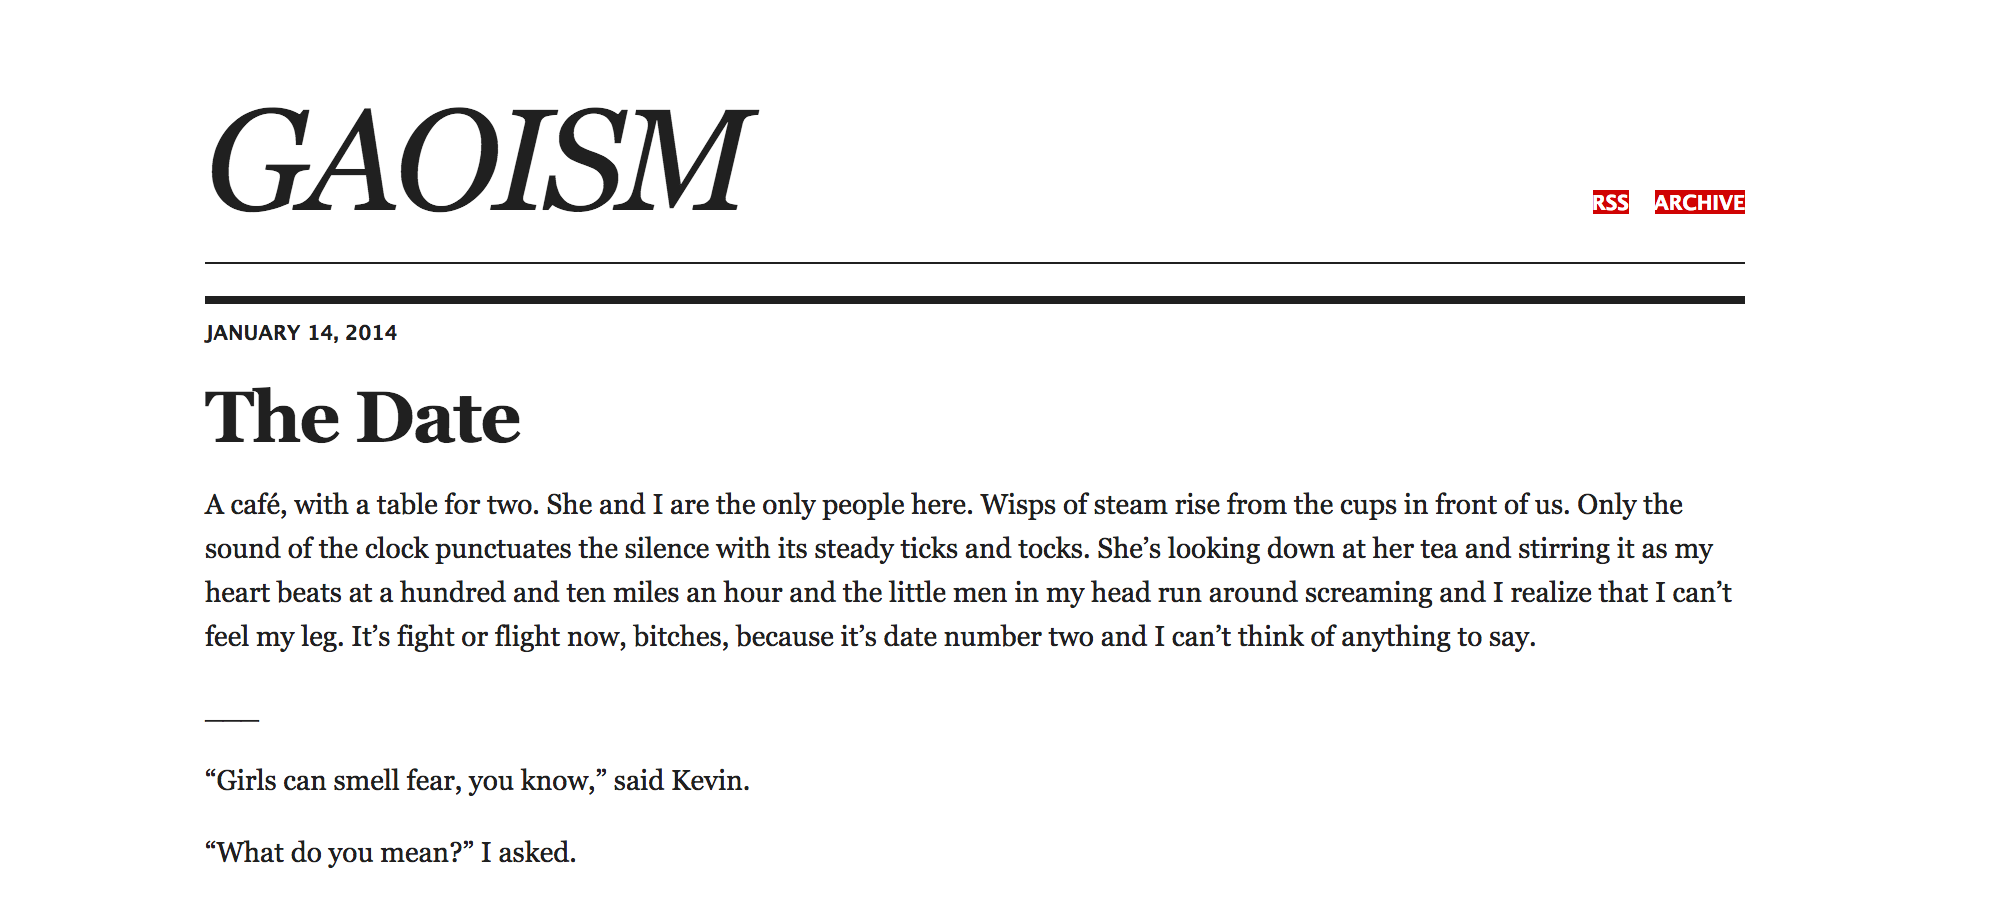 GAOISM
RSS ARCHIVE
JANUARY 14, 2014
The Date
A café, with a table for two. She and I are the only people here. Wisps of steam rise from the cups in front of us. Only the
sound of the clock punctuates the silence with its steady ticks and tocks. She’s looking down at her tea and stirring it as my
heart beats at a hundred and ten miles an hour and the little men in my head run around screaming and I realize that I can’t
feel my leg. It’s fight or flight now, bitches, because it’s date number two and I can’t think of anything to say.
___
“Girls can smell fear, you know,” said Kevin.
“What do you mean?” I asked.